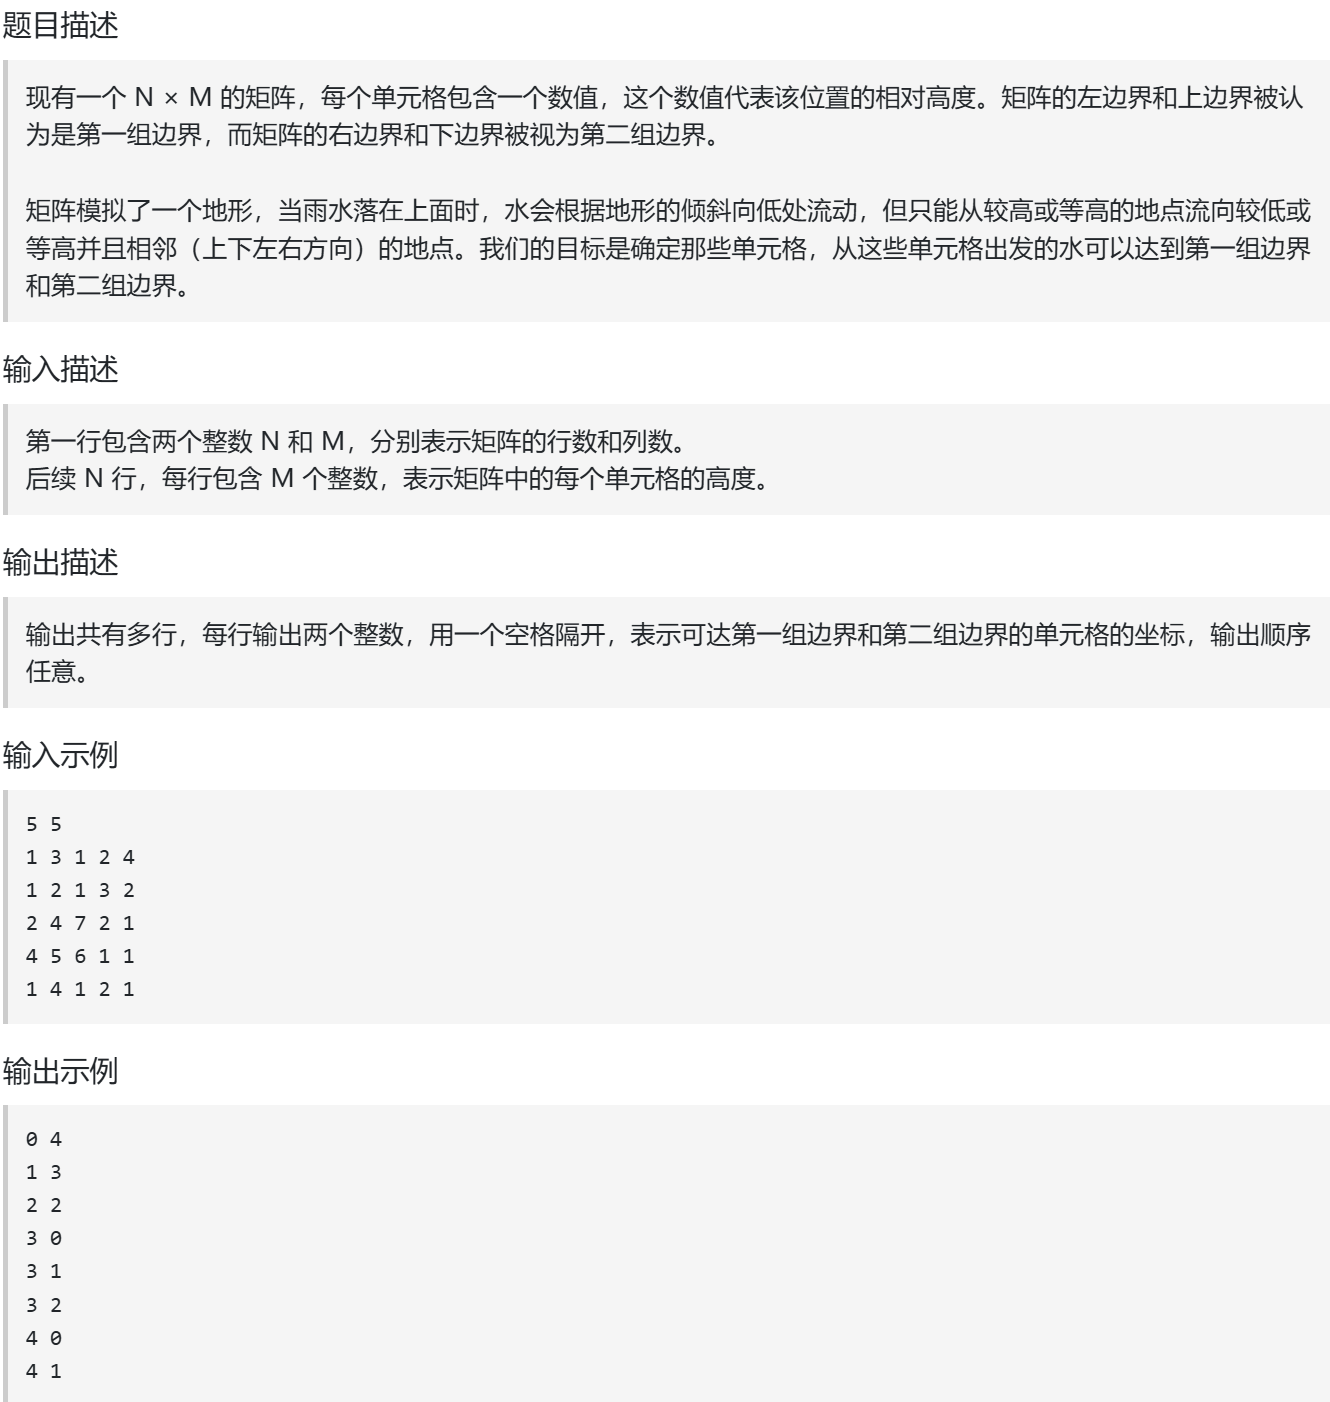 题目描述
现有一个 N × M 的矩阵，每个单元格包含一个数值，这个数值代表该位置的相对高度。矩阵的左边界和上边界被认
为是第一组边界，而矩阵的右边界和下边界被视为第二组边界。
矩阵模拟了一个地形，当雨水落在上面时，水会根据地形的倾斜向低处流动，但只能从较高或等高的地点流向较低或
等高并且相邻（上下左右方向）的地点。我们的目标是确定那些单元格，从这些单元格出发的水可以达到第一组边界
和第二组边界。
输入描述
第一行包含两个整数 N 和 M，分别表示矩阵的行数和列数。
后续 N 行，每行包含 M 个整数，表示矩阵中的每个单元格的高度。
输出描述
输出共有多行，每行输出两个整数，用一个空格隔开，表示可达第一组边界和第二组边界的单元格的坐标，输出顺序
任意。
输入示例
5 5
1 3 1 2 4
1 2 1 3 2
2 4 7 2 1
4 5 6 1 1
1 4 1 2 1
输出示例
0 4
1 3
2 2
3 0
3 1
3 2
4 0
4 1